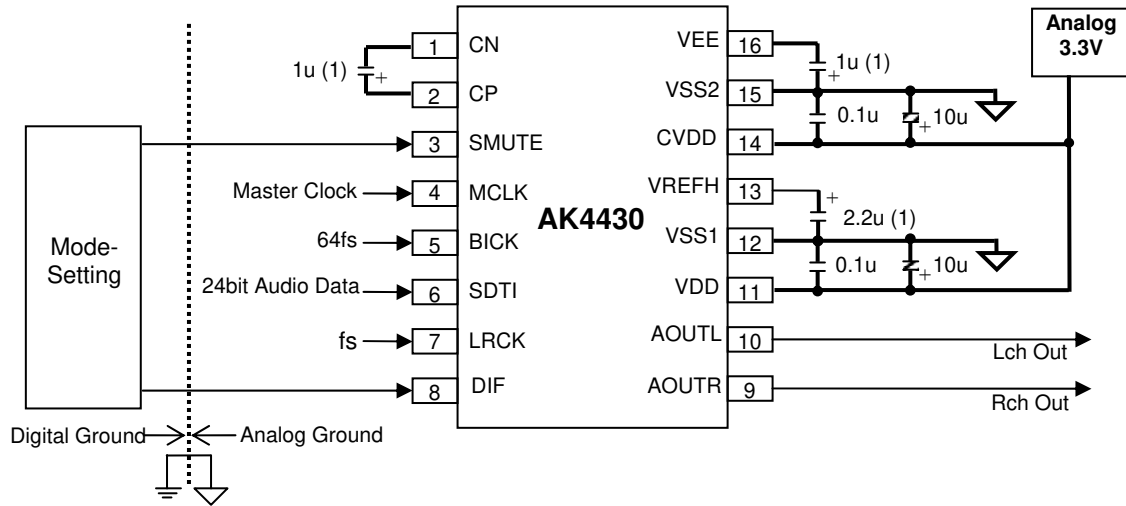 Analog
3.3V
1 CN
1u (1)
+
2 CP
3 SMUTE
Master Clock
4 MCLK
64fs
5 BICK
24bit Audio Data
6 SDTI
fs
7 LRCK
8 DIF
Mode-
Setting
AK4430
VEE 16
1u (1)
+
VSS2 15
0.1u
+ 10u
CVDD 14
VREFH 13
+
2.2u (1)
VSS1 12
0.1u
+ 10u
VDD 11
AOUTL 10
Lch Out
AOUTR 9
Rch Out
Digital Ground
Analog Ground